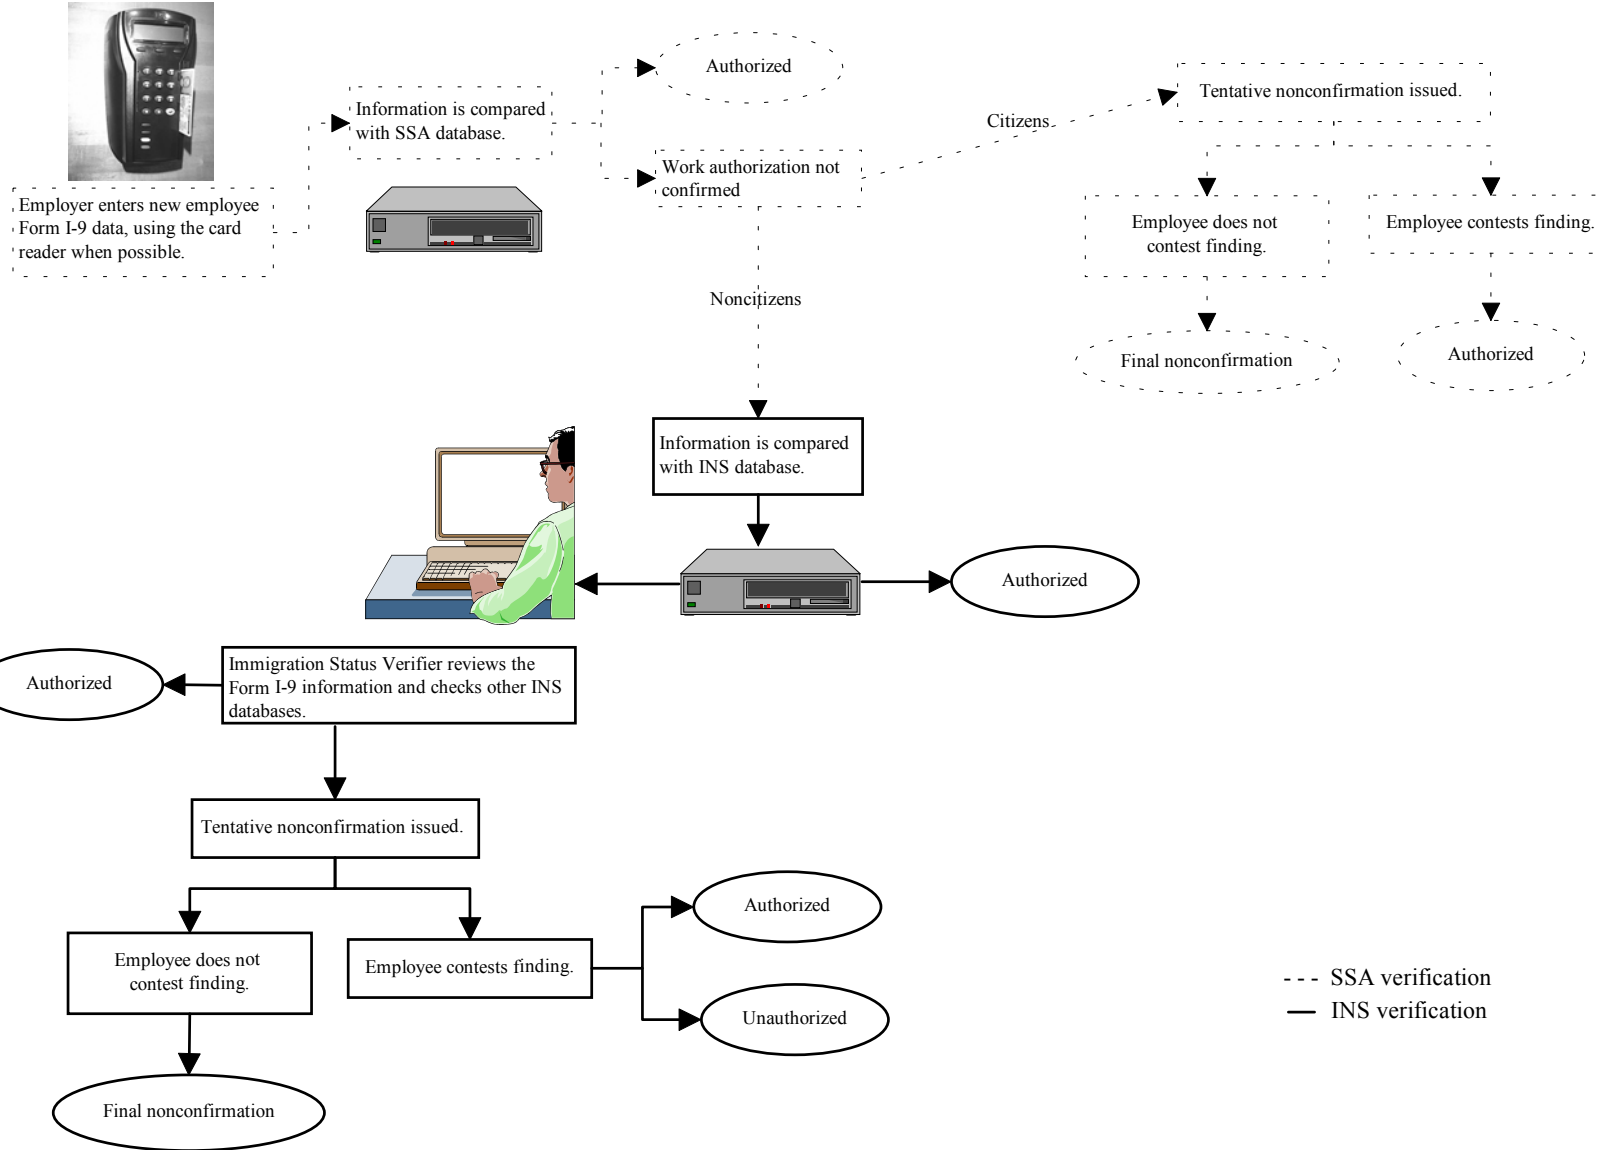 Authorized
Tentative nonconfirmation issued.
Information is compared
with SSA database.
Citizens
Work authorization not
confirmed
Employer enters new employee
Form I-9 data, using the card
reader when possible.
Employee does not
contest finding.
Employee contests finding.
Noncitizens
Final nonconfirmation
Authorized
Information is compared
with INS database.
Authorized
Immigration Status Verifier reviews the
Form I-9 information and checks other INS
databases.
Authorized
Tentative nonconfirmation issued.
Employee does not
contest finding.
Employee contests finding.
Authorized
Unauthorized
Final nonconfirmation
SSA verification
INS verification